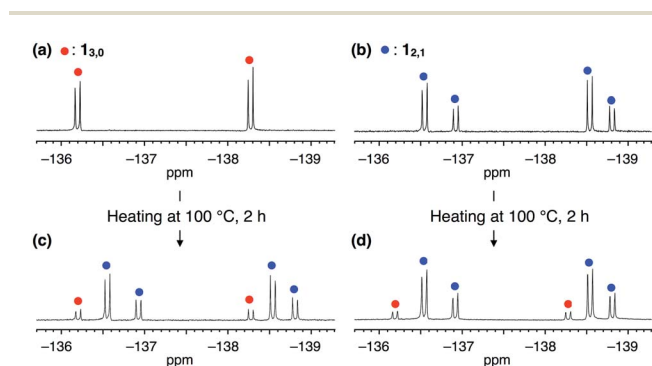 (a) ● : 1₃,₀
(b) ● : 1₂,₁
−136 −137 −138 −139
ppm
−136 −137 −138 −139
ppm
Heating at 100 °C, 2 h
Heating at 100 °C, 2 h
(c)
(d)
−136 −137 −138 −139
ppm
−136 −137 −138 −139
ppm